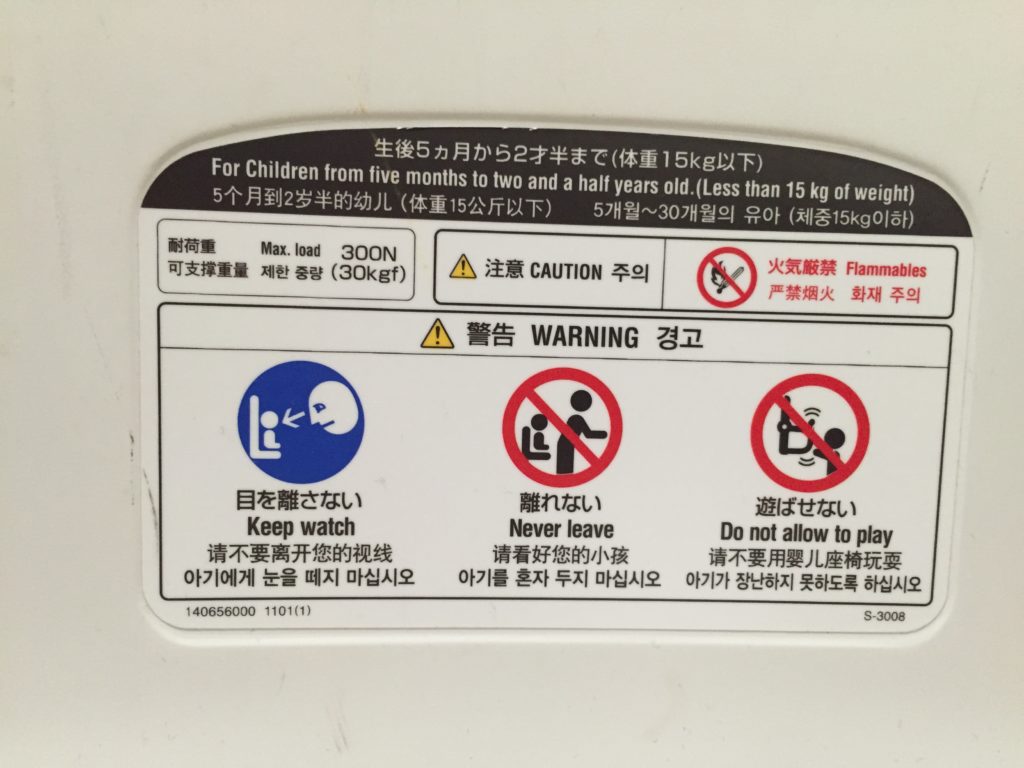 生後5ヵ月から2才半まで(体重15kg以下)
For Children from five months to two and a half years old.(Less than 15 kg of weight)
5个月到2岁半的幼儿 (体重15公斤以下) 5개월~30개월의 유아 (체중15kg이하)
耐荷重 Max. load 300N
可支撑重量 제한 중량 (30kgf)
注意 CAUTION 주의
火気厳禁 Flammables
严禁烟火 화재 주의
警告 WARNING 경고
目を離さない
Keep watch
请不要离开您的视线
아기에게 눈을 떼지 마십시오
離れない
Never leave
请看好您的小孩
아기를 혼자 두지 마십시오
遊ばせない
Do not allow to play
请不要用婴儿座椅玩耍
아기가 장난하지 못하도록 하십시오
140656000 1101(1)
S-3008